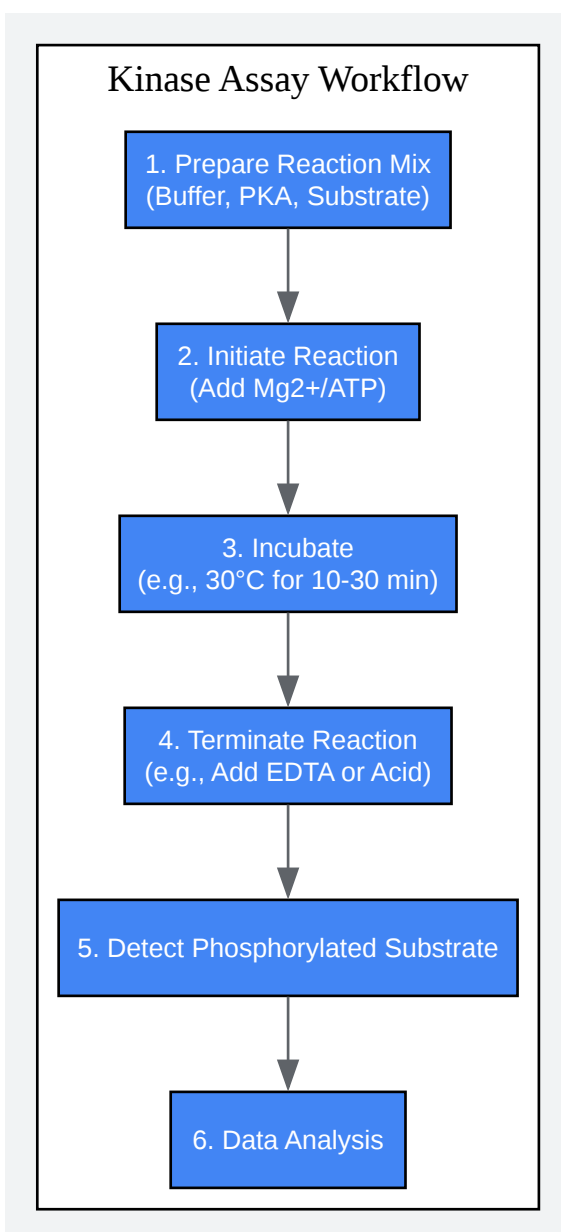 Kinase Assay Workflow
1. Prepare Reaction Mix
(Buffer, PKA, Substrate)
2. Initiate Reaction
(Add Mg2+/ATP)
3. Incubate
(e.g., 30°C for 10-30 min)
4. Terminate Reaction
(e.g., Add EDTA or Acid)
5. Detect Phosphorylated Substrate
6. Data Analysis